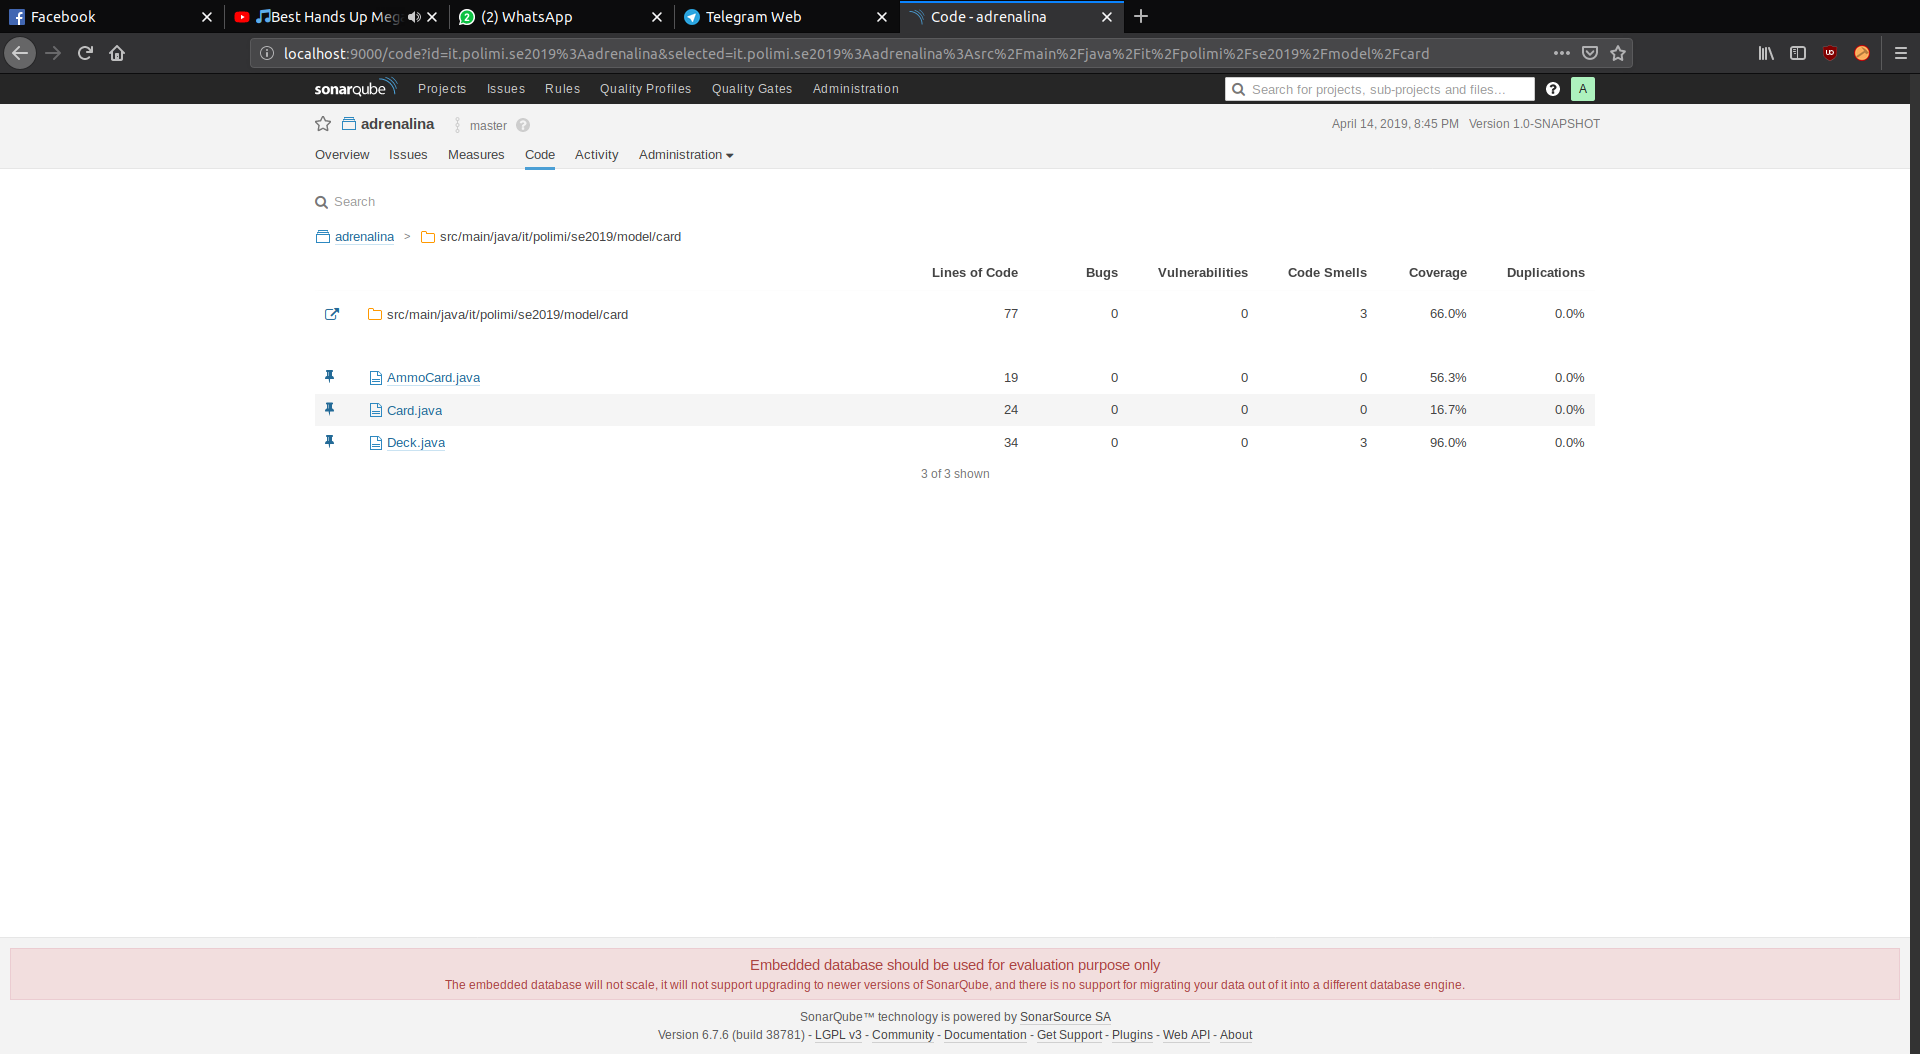 Facebook
Best Hands Up Meg
(2) WhatsApp
Telegram Web
Code - adrenalina
localhost:9000/code?id=it.polimi.se2019%3Aadrenalina&selected=it.polimi.se2019%3Aadrenalina%3Asrc%2Fmain%2Fjava%2Fit%2Fpolimi%2Fse2019%2Fmodel%2Fcard
sonarqube Projects Issues Rules Quality Profiles Quality Gates Administration Search for projects, sub-projects and files... A
adrenalina master April 14, 2019, 8:45 PM Version 1.0-SNAPSHOT
Overview Issues Measures Code Activity Administration
Search
adrenalina > src/main/java/it/polimi/se2019/model/card
Lines of Code Bugs Vulnerabilities Code Smells Coverage Duplications
src/main/java/it/polimi/se2019/model/card 77 0 0 3 66.0% 0.0%
AmmoCard.java 19 0 0 0 56.3% 0.0%
Card.java 24 0 0 0 16.7% 0.0%
Deck.java 34 0 0 3 96.0% 0.0%
3 of 3 shown
Embedded database should be used for evaluation purpose only
The embedded database will not scale, it will not support upgrading to newer versions of SonarQube, and there is no support for migrating your data out of it into a different database engine.
SonarQube™ technology is powered by SonarSource SA
Version 6.7.6 (build 38781) - LGPL v3 - Community - Documentation - Get Support - Plugins - Web API - About